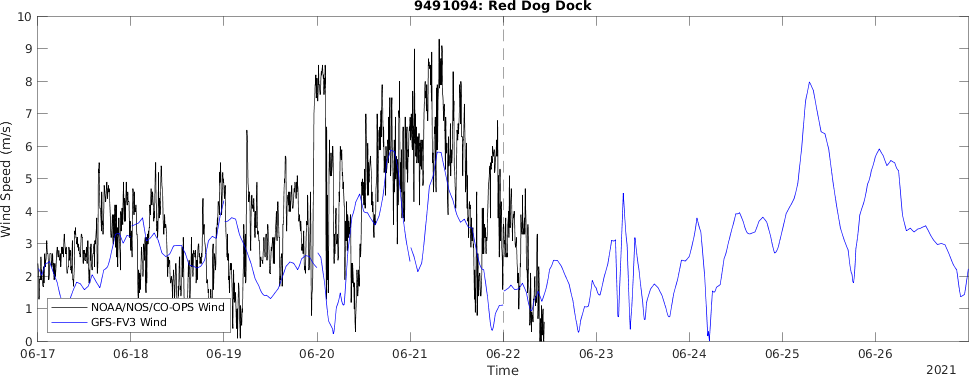 9491094: Red Dog Dock
10
9
8
7
6
5
4
3
2
1
0
Wind Speed (m/s)
NOAA/NOS/CO-OPS Wind
GFS-FV3 Wind
06-17 06-18 06-19 06-20 06-21 06-22 06-23 06-24 06-25 06-26
Time
2021